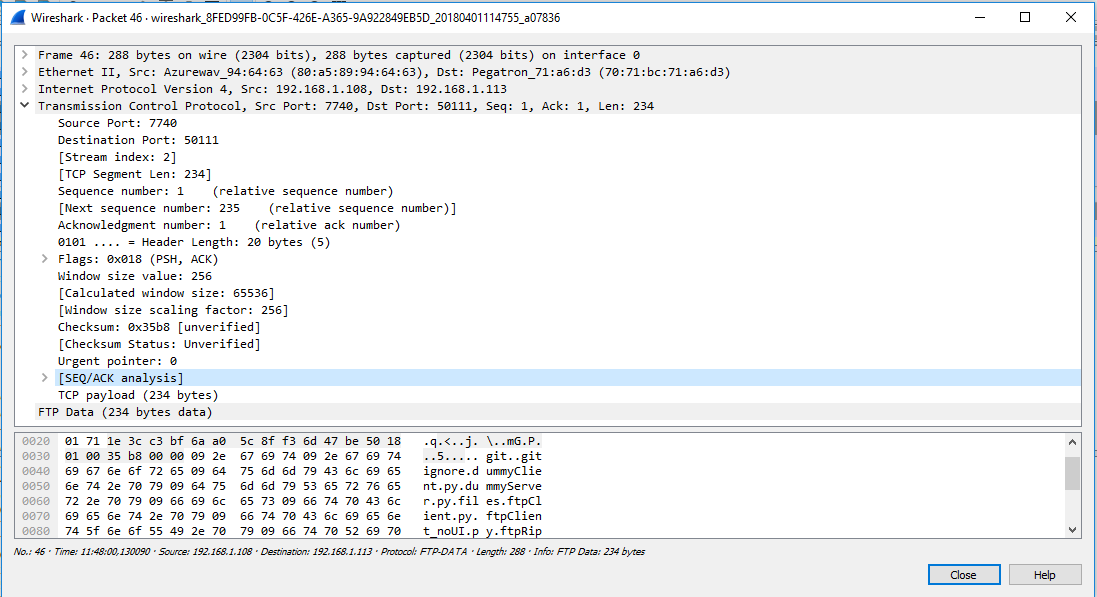 Wireshark · Packet 46 · wireshark_8FED99FB-0C5F-426E-A365-9A922849EB5D_20180401114755_a07836
Frame 46: 288 bytes on wire (2304 bits), 288 bytes captured (2304 bits) on interface 0
Ethernet II, Src: Azurewav_94:64:63 (80:a5:89:94:64:63), Dst: Pegatron_71:a6:d3 (70:71:bc:71:a6:d3)
Internet Protocol Version 4, Src: 192.168.1.108, Dst: 192.168.1.113
Transmission Control Protocol, Src Port: 7740, Dst Port: 50111, Seq: 1, Ack: 1, Len: 234
Source Port: 7740
Destination Port: 50111
[Stream index: 2]
[TCP Segment Len: 234]
Sequence number: 1    (relative sequence number)
[Next sequence number: 235    (relative sequence number)]
Acknowledgment number: 1    (relative ack number)
0101 .... = Header Length: 20 bytes (5)
Flags: 0x018 (PSH, ACK)
Window size value: 256
[Calculated window size: 65536]
[Window size scaling factor: 256]
Checksum: 0x35b8 [unverified]
[Checksum Status: Unverified]
Urgent pointer: 0
[SEQ/ACK analysis]
TCP payload (234 bytes)
FTP Data (234 bytes data)
0020  01 71 1e 3c c3 bf 6a a0  5c 8f f3 6d 47 be 50 18   .q.<..j. \..mG.P.
0030  01 00 35 b8 00 00 09 2e  67 69 74 09 2e 67 69 74   ..5..... git..git
0040  69 67 6e 6f 72 65 09 64  75 6d 6d 79 43 6c 69 65   ignore.d ummyClie
0050  6e 74 2e 70 79 09 64 75  6d 6d 79 53 65 72 76 65   nt.py.du mmyServe
0060  72 2e 70 79 09 66 69 6c  65 73 09 66 74 70 43 6c   r.py.fil es.ftpCl
0070  69 65 6e 74 2e 70 79 09  66 74 70 43 6c 69 65 6e   ient.py. ftpClien
0080  74 5f 6e 6f 55 49 2e 70  79 09 66 74 70 52 69 70   t_noUI.p y.ftpRip
No.: 46 · Time: 11:48:00,130090 · Source: 192.168.1.108 · Destination: 192.168.1.113 · Protocol: FTP-DATA · Length: 288 · Info: FTP Data: 234 bytes
Close Help